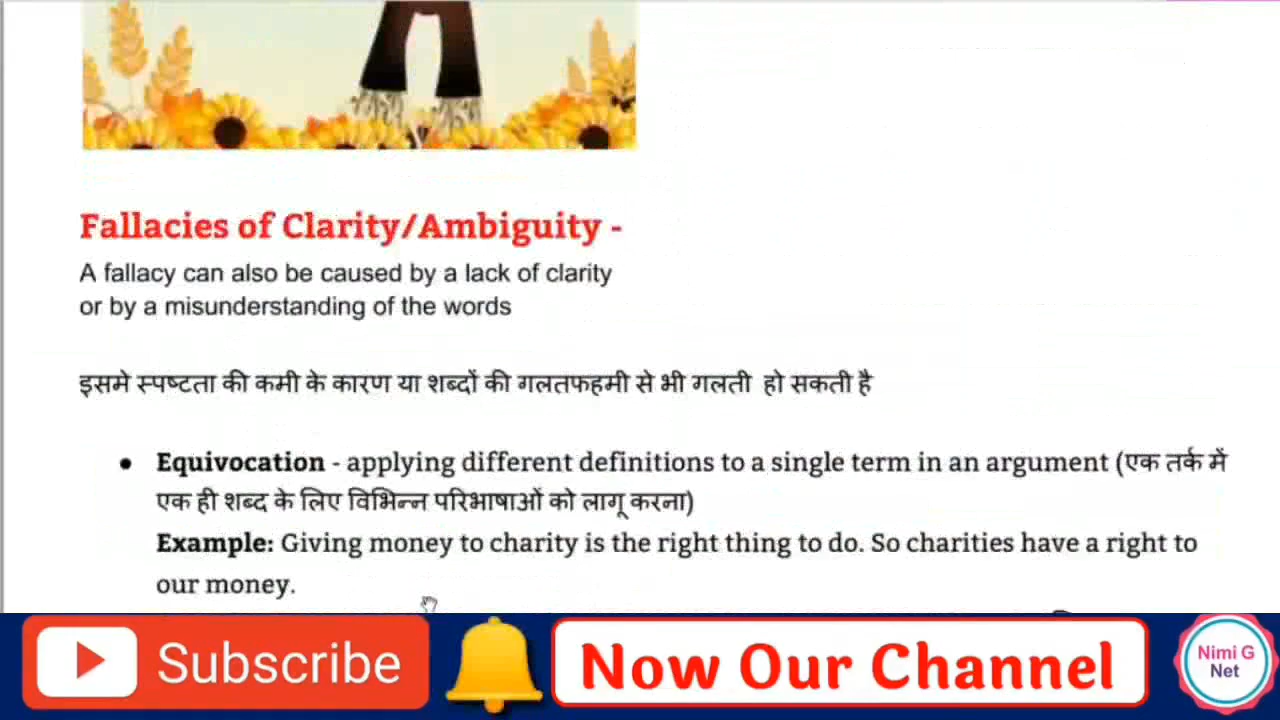 Fallacies of Clarity/Ambiguity -
A fallacy can also be caused by a lack of clarity
or by a misunderstanding of the words
इसमे स्पष्टता की कमी के कारण या शब्दों की गलतफहमी से भी गलती हो सकती है
● Equivocation - applying different definitions to a single term in an argument (एक तर्क में
एक ही शब्द के लिए विभिन्न परिभाषाओं को लागू करना)
Example: Giving money to charity is the right thing to do. So charities have a right to
our money.
Subscribe
Now Our Channel
Nimi G
Net